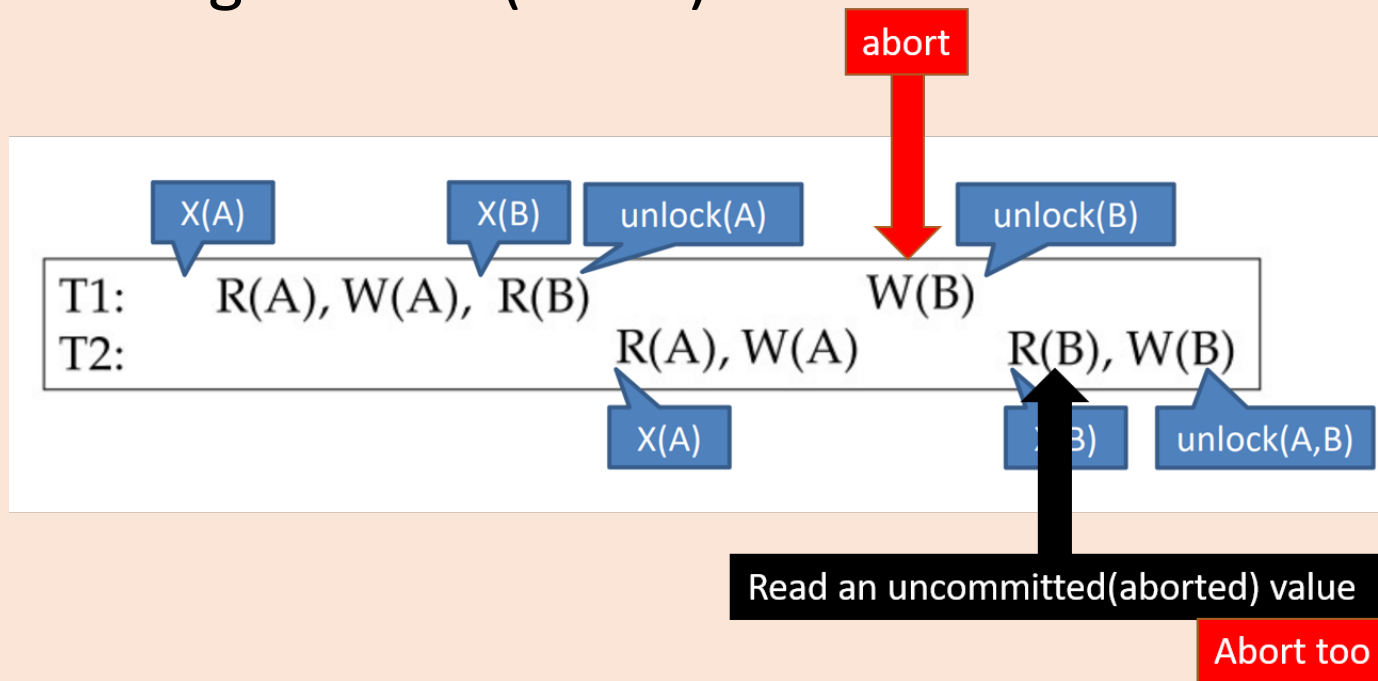 abort
X(A)
X(B)
unlock(A)
unlock(B)
T1: R(A), W(A), R(B) W(B)
T2: R(A), W(A) R(B), W(B)
X(A)
B)
unlock(A,B)
Read an uncommitted(aborted) value
Abort too